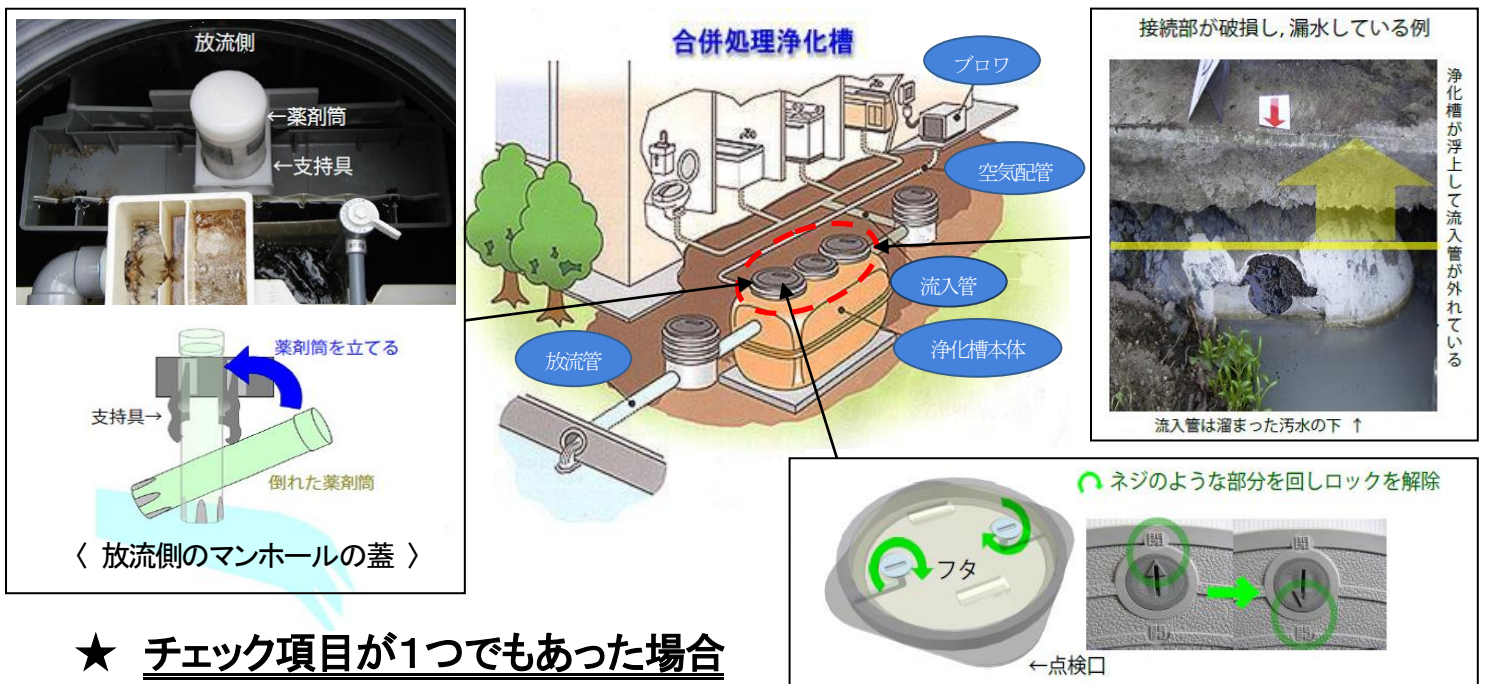 放流側
←薬剤筒
←支持具
薬剤筒を立てる
支持具→
倒れた薬剤筒
〈 放流側のマンホールの蓋 〉
合併処理浄化槽
ブロワ
空気配管
流入管
浄化槽本体
放流管
接続部が破損し,漏水している例
浄化槽が浮上して流入管が外れている
流入管は溜まった汚水の下 ↑
ネジのような部分を回しロックを解除
フタ
←点検口
開
開
★ チェック項目が1つでもあった場合